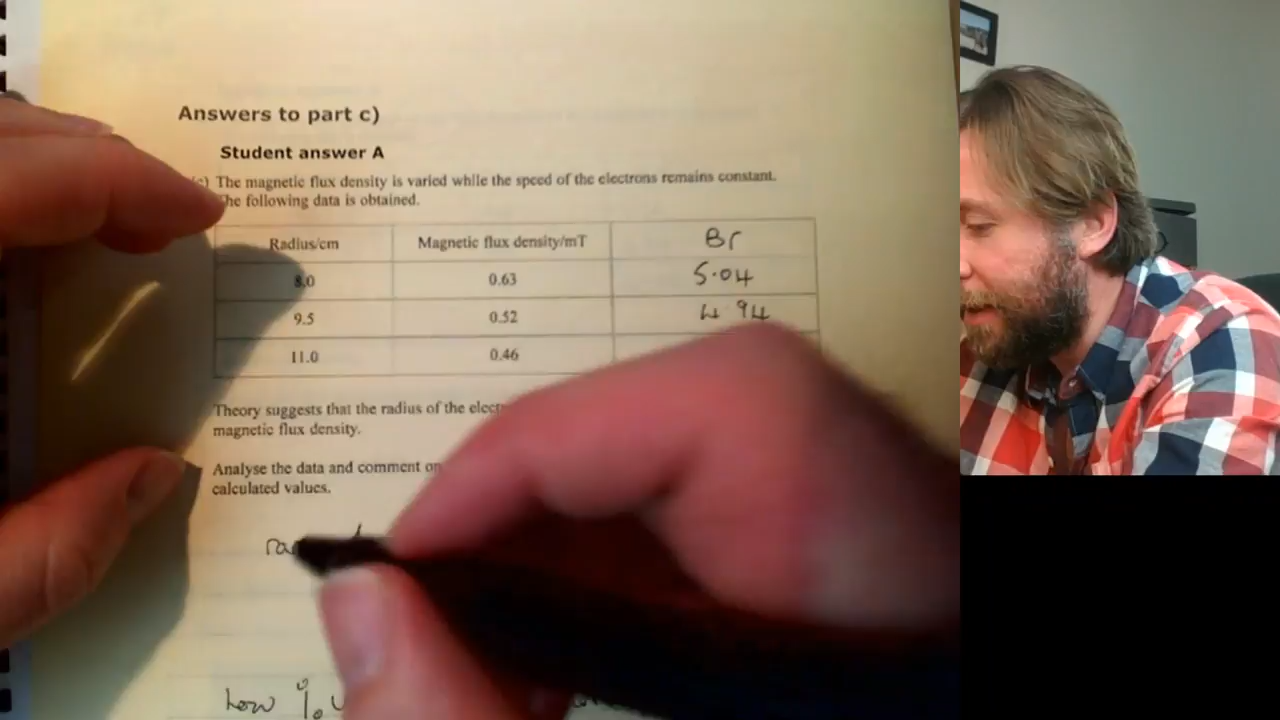 Answers to part c)
Student answer A
c) The magnetic flux density is varied while the speed of the electrons remains constant.
The following data is obtained.
Radius/cm Magnetic flux density/mT Br
8.0 0.63 5.04
9.5 0.52 4.94
11.0 0.46
Theory suggests that the radius of the
magnetic flux density.
Analyse the data and comment on
calculated values.
low %